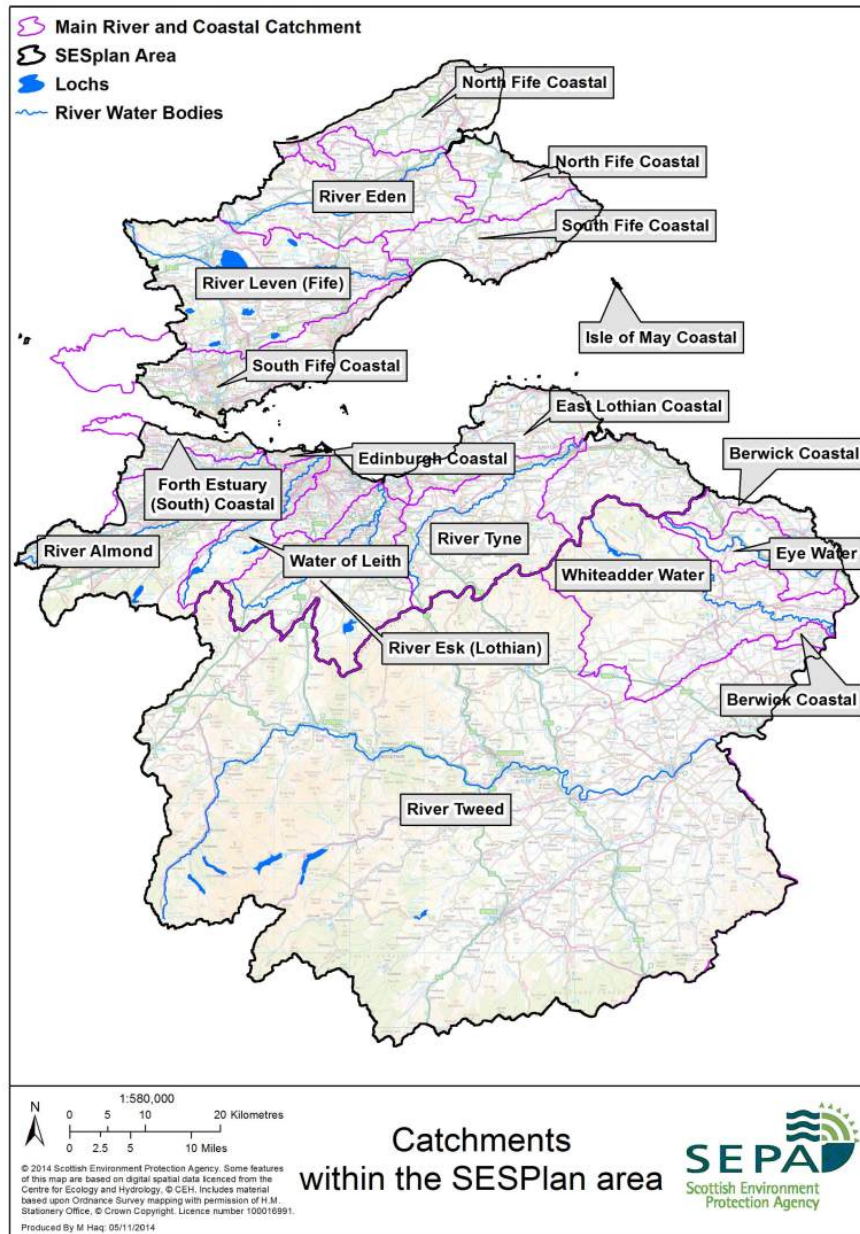 Main River and Coastal Catchment
SESplan Area
Lochs
River Water Bodies
North Fife Coastal
North Fife Coastal
River Eden
South Fife Coastal
River Leven (Fife)
Isle of May Coastal
South Fife Coastal
East Lothian Coastal
Berwick Coastal
Edinburgh Coastal
Forth Estuary
(South) Coastal
River Almond
Water of Leith
River Tyne
Eye Water
Whiteadder Water
River Esk (Lothian)
Berwick Coastal
River Tweed
N
1:580,000
0 5 10 20 Kilometres
0 2.5 5 10 Miles
© 2014 Scottish Environment Protection Agency. Some features
of this map are based on digital spatial data licenced from the
Centre for Ecology and Hydrology, © CEH. Includes material
based upon Ordnance Survey mapping with permission of H.M.
Stationery Office, © Crown Copyright. Licence number 100016991.
Produced By M Haq: 05/11/2014
Catchments
within the SESPlan area
SEPA
Scottish Environment
Protection Agency